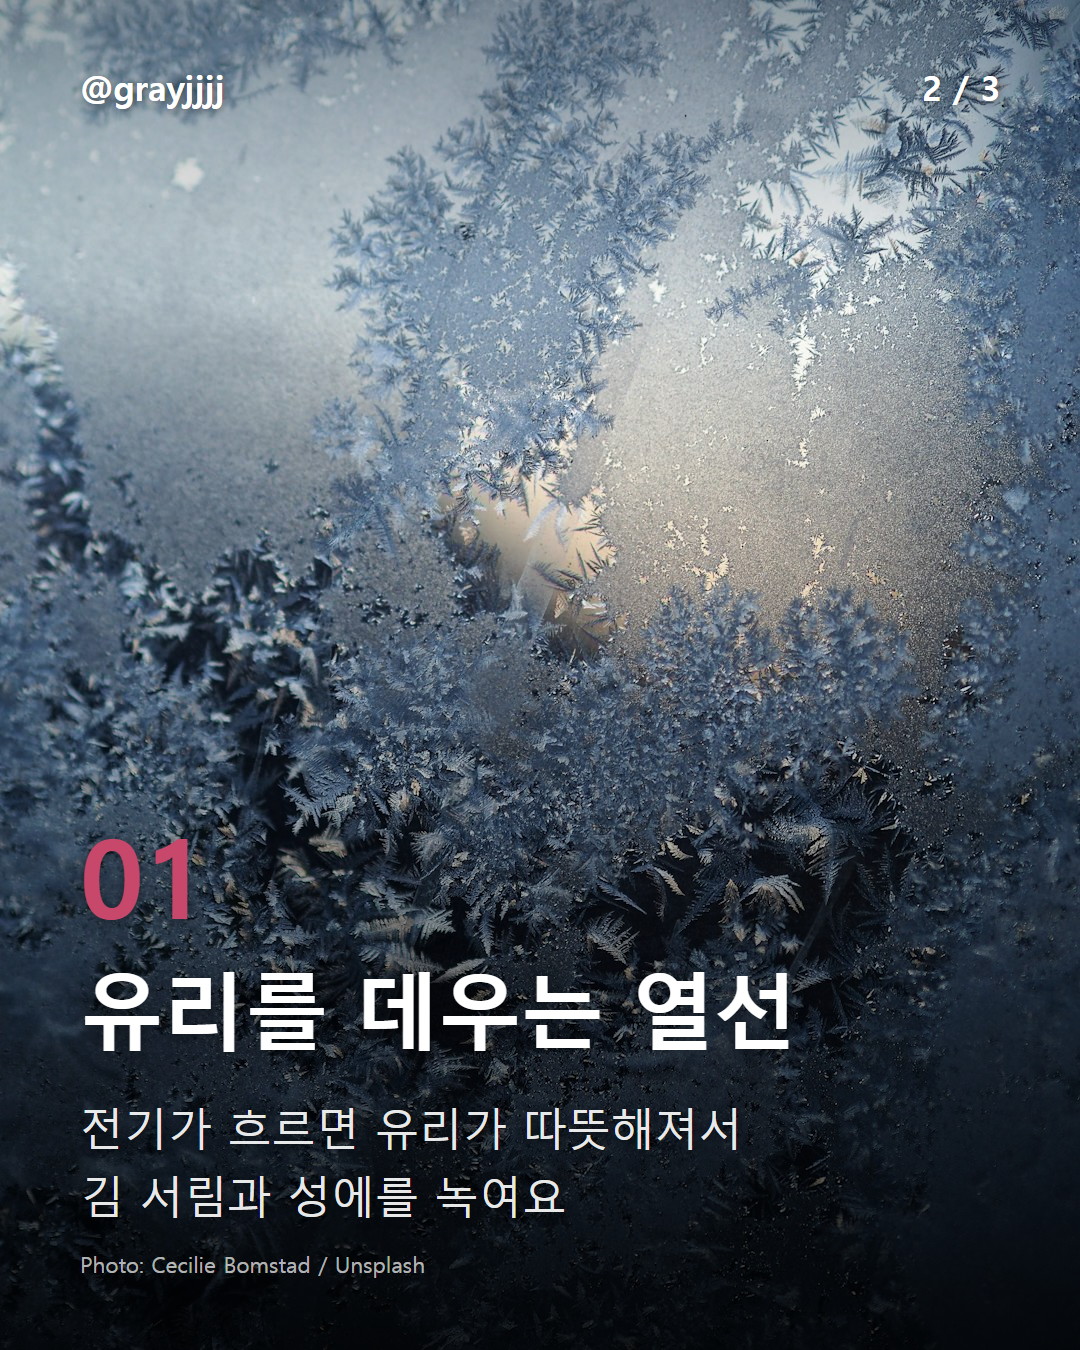 @grayjjjj
2 / 3
01
유리를 데우는 열선
전기가 흐르면 유리가 따뜻해져서
김 서림과 성에를 녹여요
Photo: Cecilie Bomstad / Unsplash